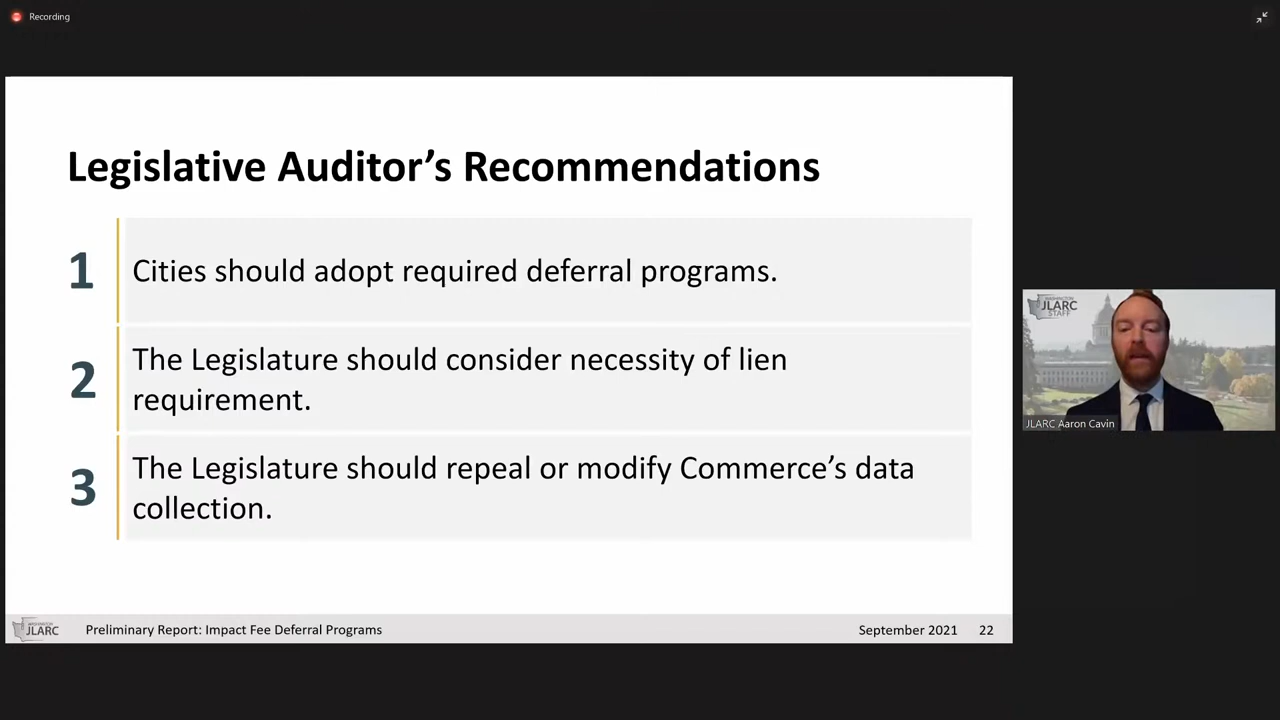 Recording
Legislative Auditor’s Recommendations
1
Cities should adopt required deferral programs.
2
The Legislature should consider necessity of lien
requirement.
3
The Legislature should repeal or modify Commerce’s data
collection.
WASHINGTON
JLARC
STAFF
JLARC Aaron Cavin
WASHINGTON
JLARC
Preliminary Report: Impact Fee Deferral Programs
September 2021 22